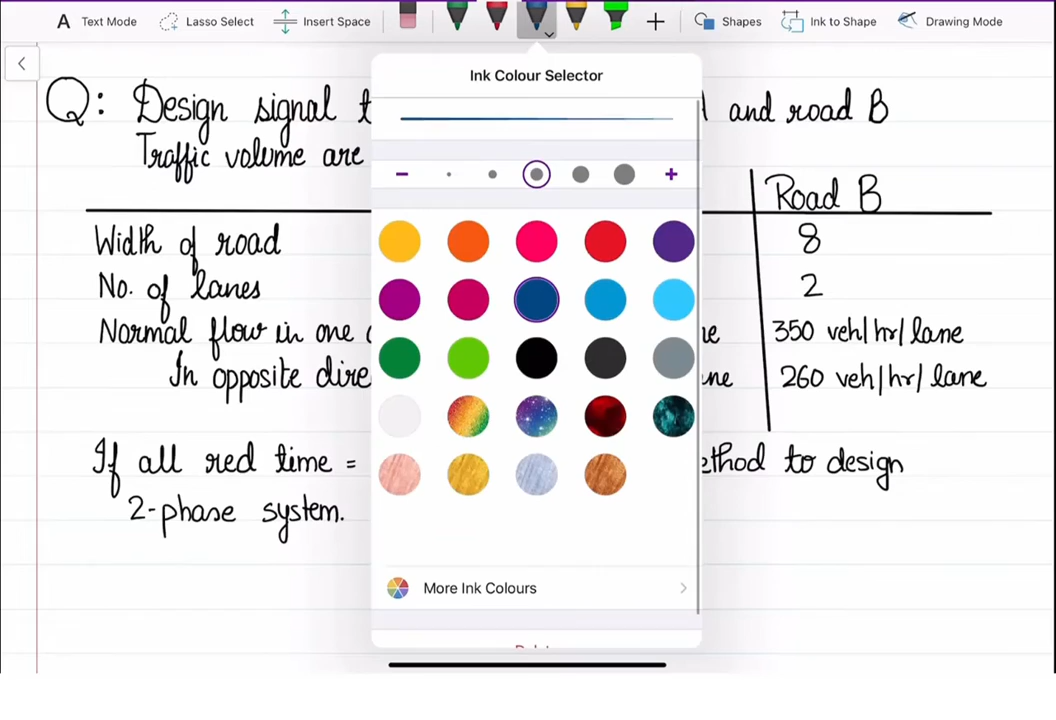 A Text Mode Lasso Select Insert Space Shapes Ink to Shape Drawing Mode
Ink Colour Selector
Q: Design signal and road B
Traffic volume are
Road B
Width of road 8
No. of lanes 2
Normal flow in one 350 veh/hr/lane
In opposite 260 veh/hr/lane
If all red time = to design
2-phase system.
More Ink Colours